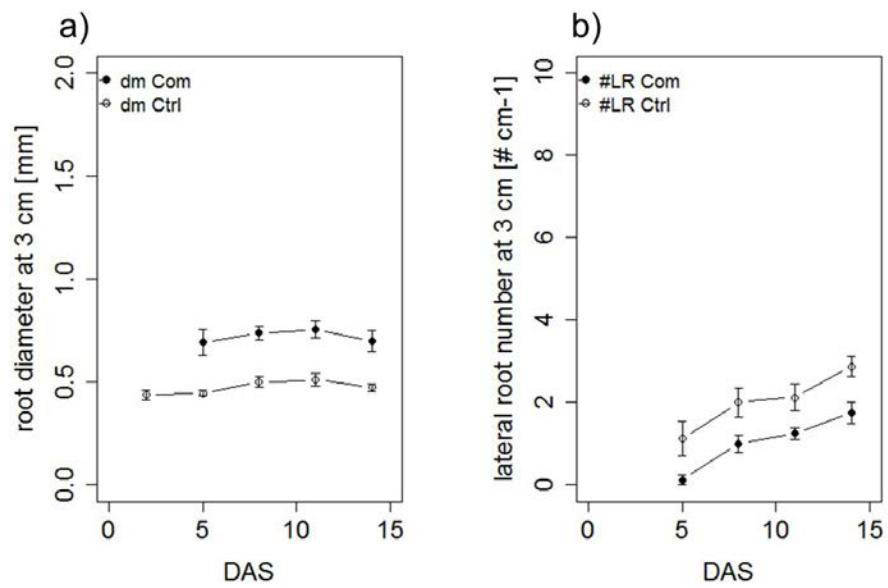 a)
root diameter at 3 cm [mm]
2.0
1.5
1.0
0.5
0.0
dm Com
dm Ctrl
0 5 10 15
DAS
b)
lateral root number at 3 cm [# cm-1]
10
8
6
4
2
0
#LR Com
#LR Ctrl
0 5 10 15
DAS